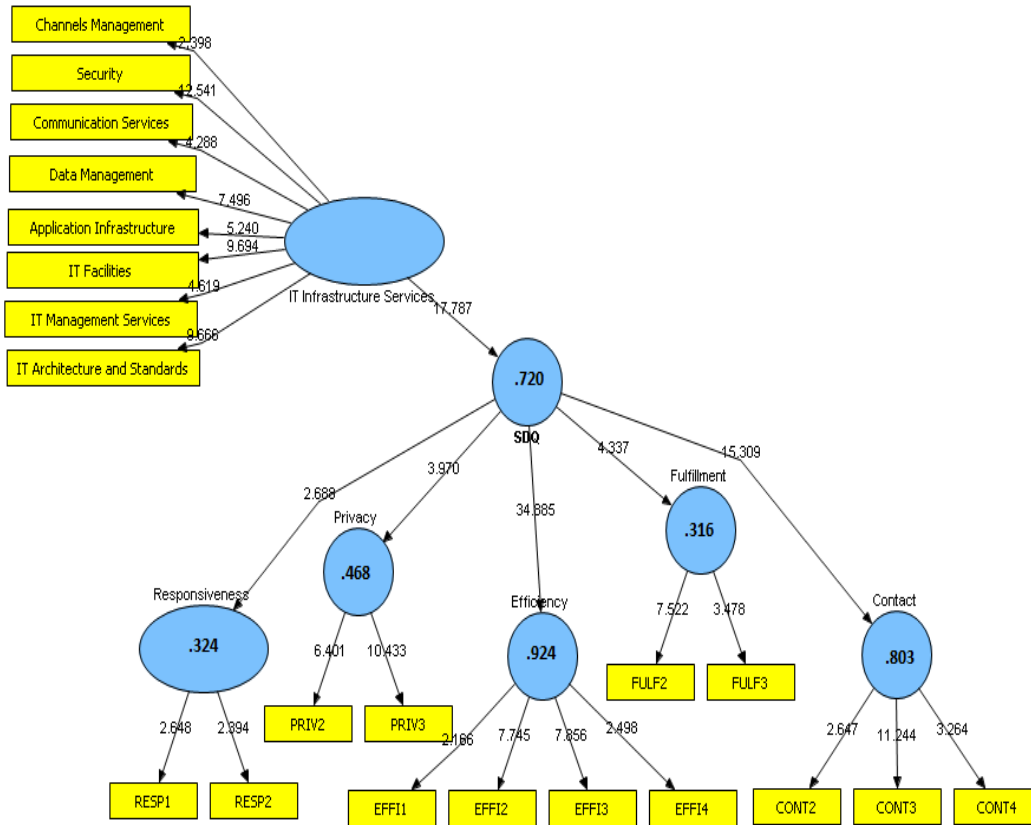 Channels Management
2.398
Security
12.541
Communication Services
4.288
Data Management
7.496
Application Infrastructure
5.240
9.694
IT Facilities
4.619
IT Management Services
9.666
IT Architecture and Standards
IT Infrastructure Services
17.787
.720
SDQ
2.688
3.970
34.885
4.337
15.309
Privacy
.468
Fulfillment
.316
Responsiveness
.324
Efficiency
.924
Contact
.803
6.401
10.433
7.522
3.478
PRIV2
PRIV3
FULF2
FULF3
2.648
2.394
2.166
7.745
7.856
2.498
2.647
11.244
3.264
RESP1
RESP2
EFFI1
EFFI2
EFFI3
EFFI4
CONT2
CONT3
CONT4